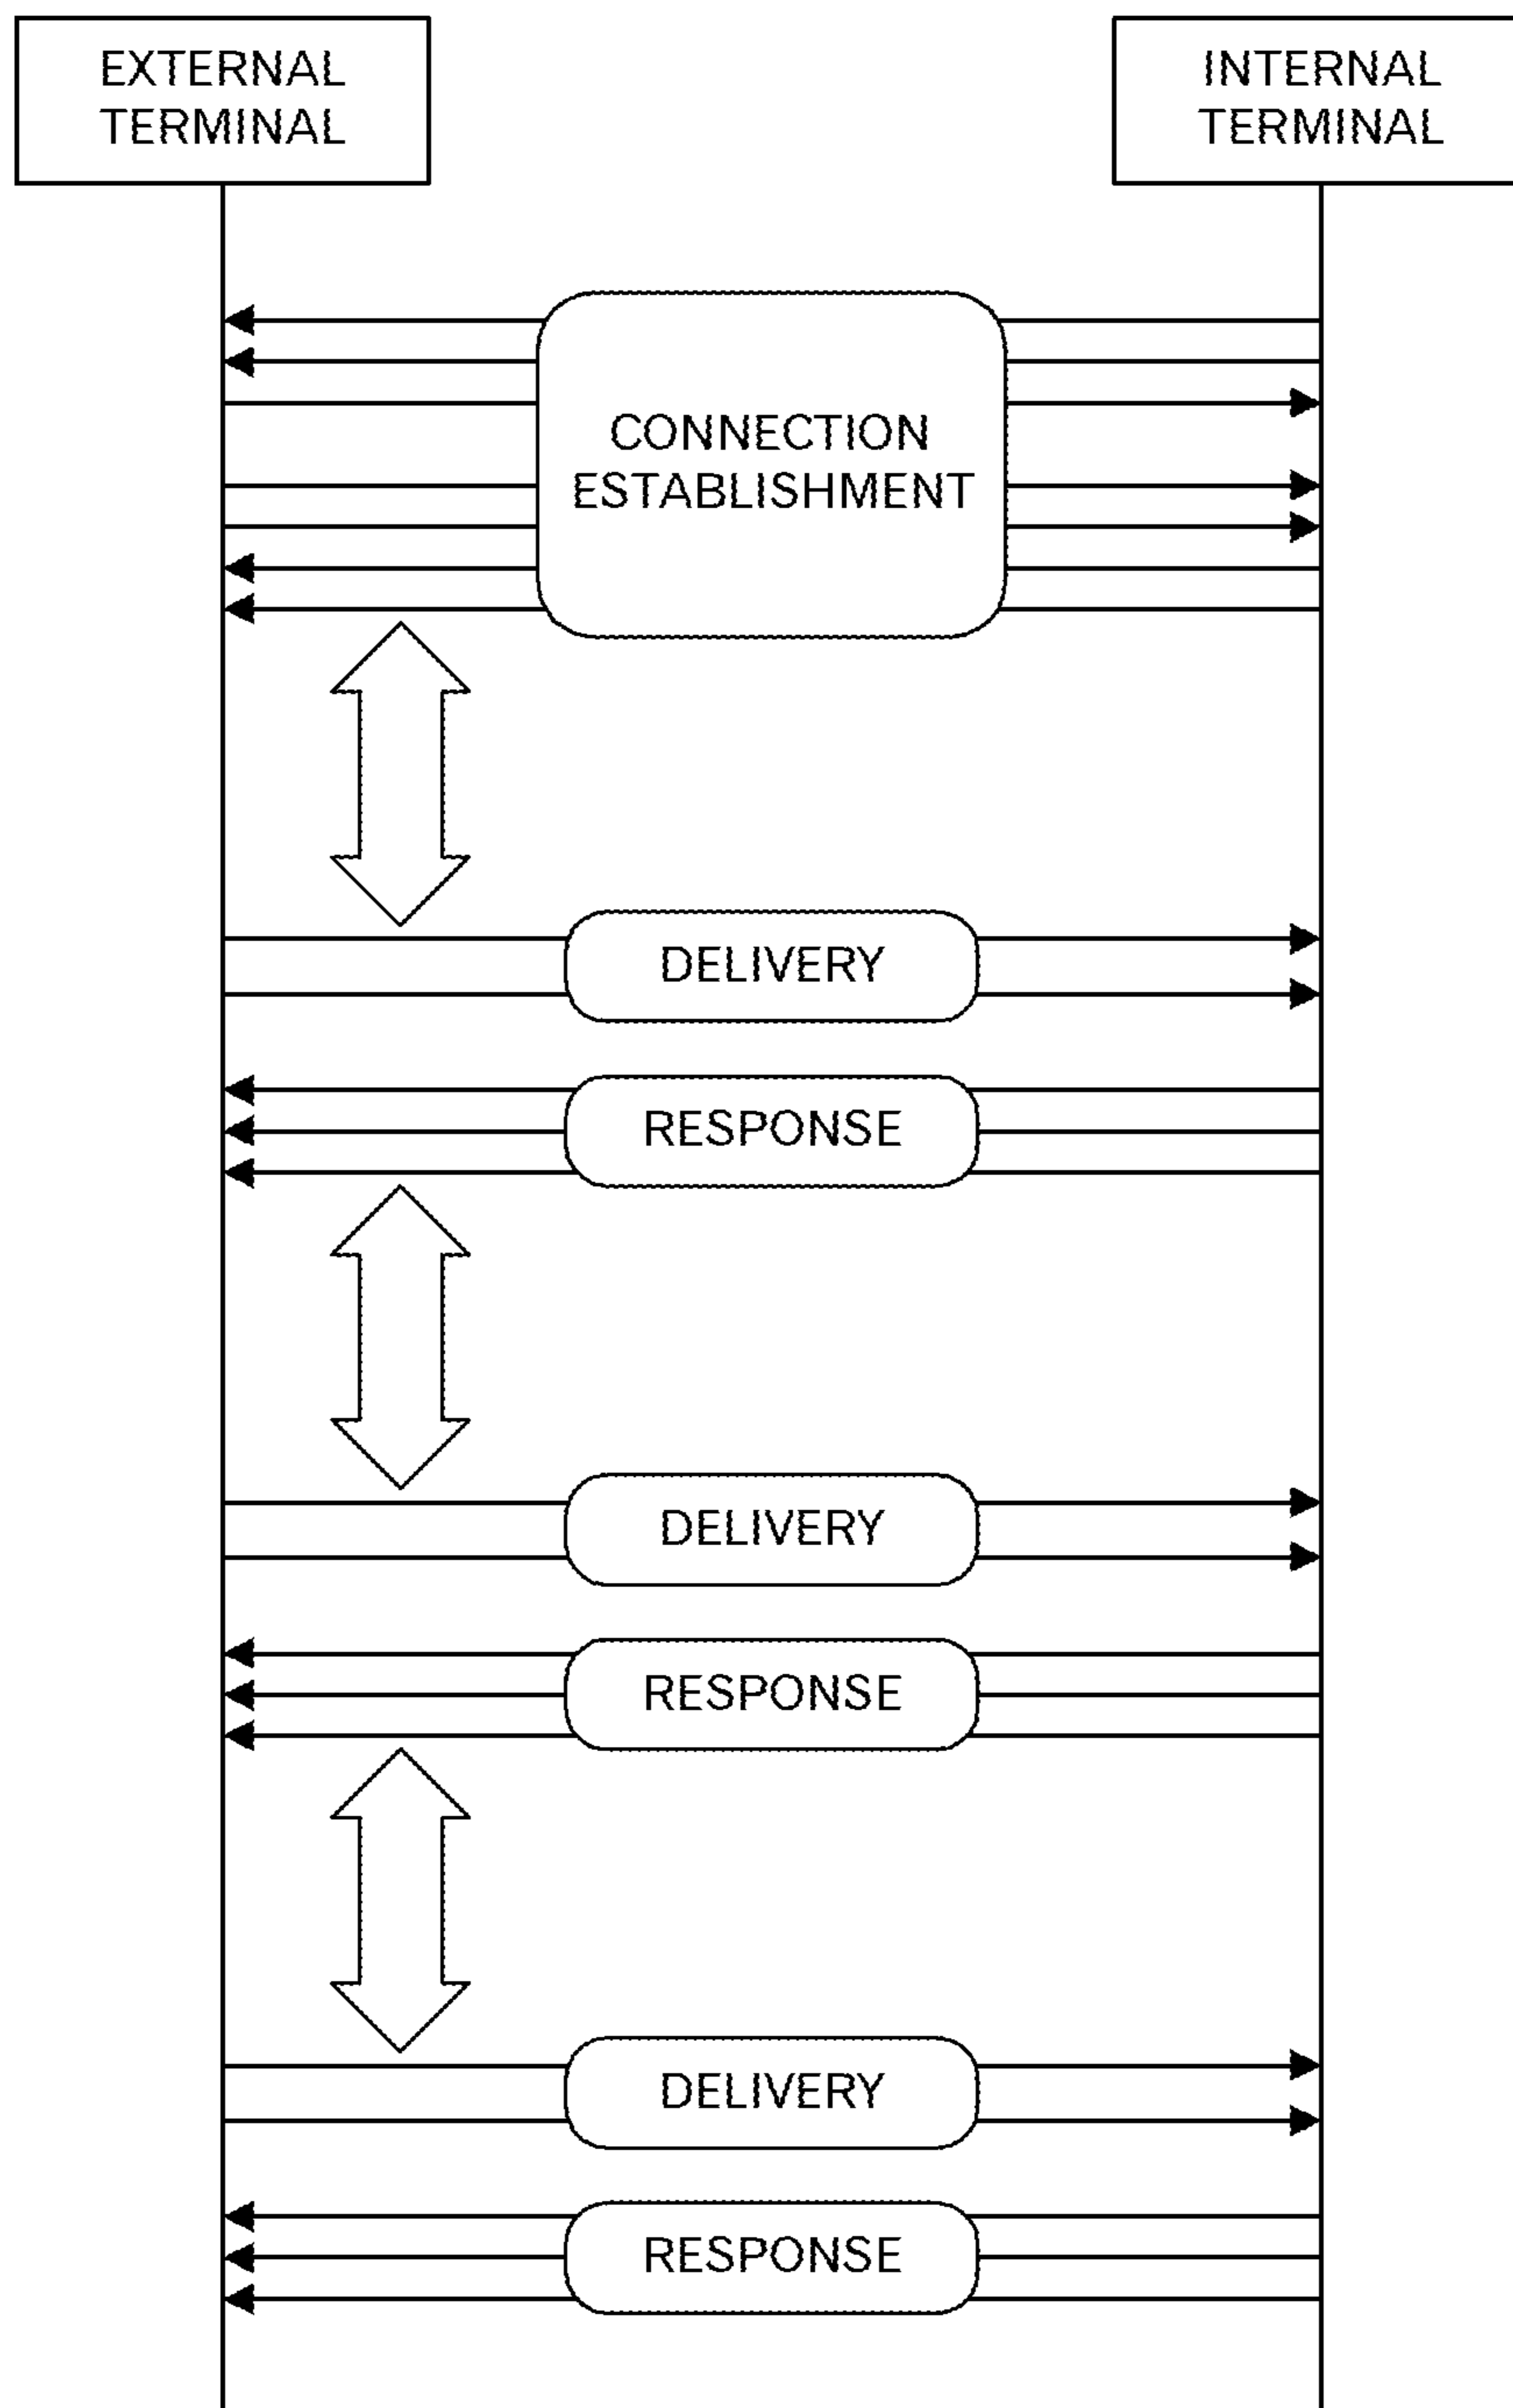 EXTERNAL
TERMINAL
INTERNAL
TERMINAL
CONNECTION
ESTABLISHMENT
DELIVERY
RESPONSE
DELIVERY
RESPONSE
DELIVERY
RESPONSE